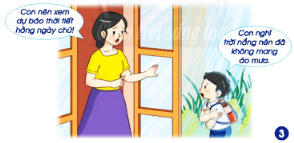 Con nên xem
dự báo thời tiết
hằng ngày chứ!
Con nghĩ
trời nắng nên đã
không mang
áo mưa.
3